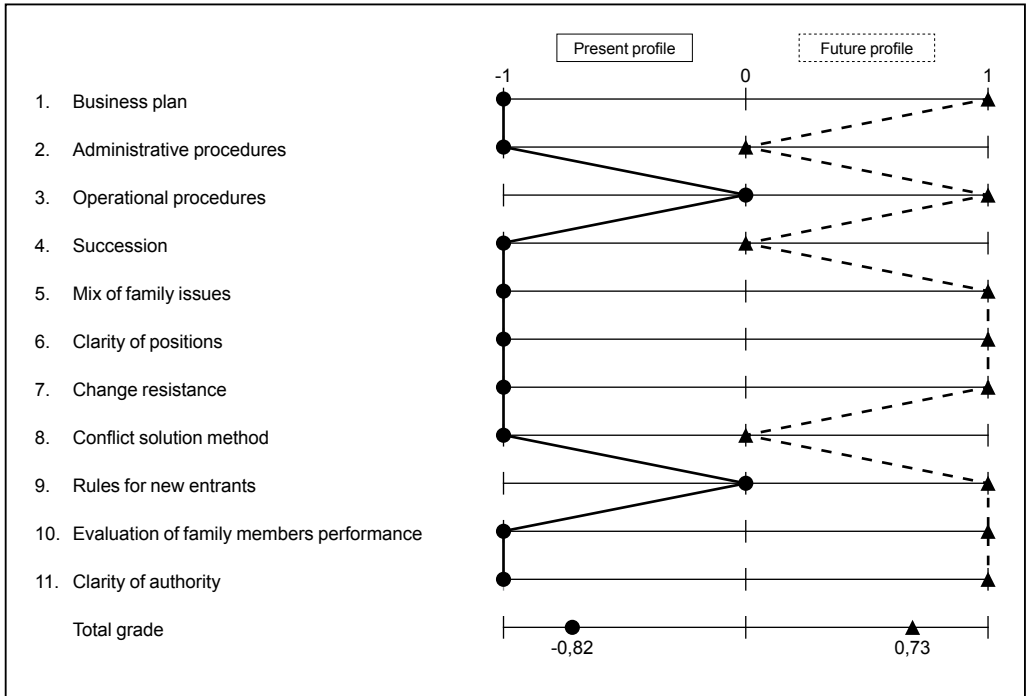 Present profile Future profile
-1 0 1
1. Business plan
2. Administrative procedures
3. Operational procedures
4. Succession
5. Mix of family issues
6. Clarity of positions
7. Change resistance
8. Conflict solution method
9. Rules for new entrants
10. Evaluation of family members performance
11. Clarity of authority
Total grade
-0,82 0,73